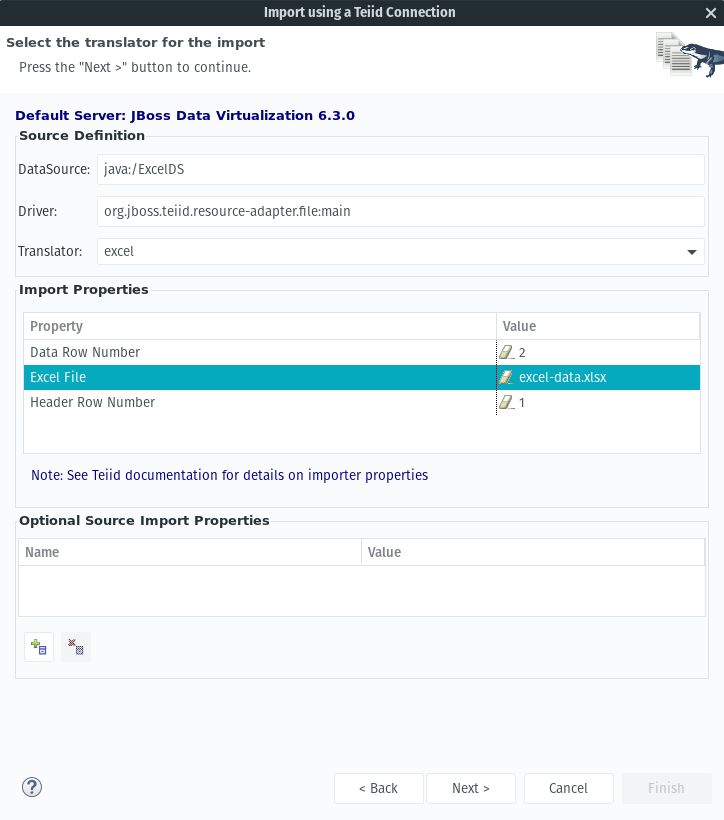 Import using a Teiid Connection
Select the translator for the import
Press the "Next >" button to continue.
Default Server: JBoss Data Virtualization 6.3.0
Source Definition
DataSource: java:/ExcelDS
Driver: org.jboss.teiid.resource-adapter.file:main
Translator: excel
Import Properties
Property Value
Data Row Number 2
Excel File excel-data.xlsx
Header Row Number 1
Note: See Teiid documentation for details on importer properties
Optional Source Import Properties
Name Value
? < Back Next > Cancel Finish